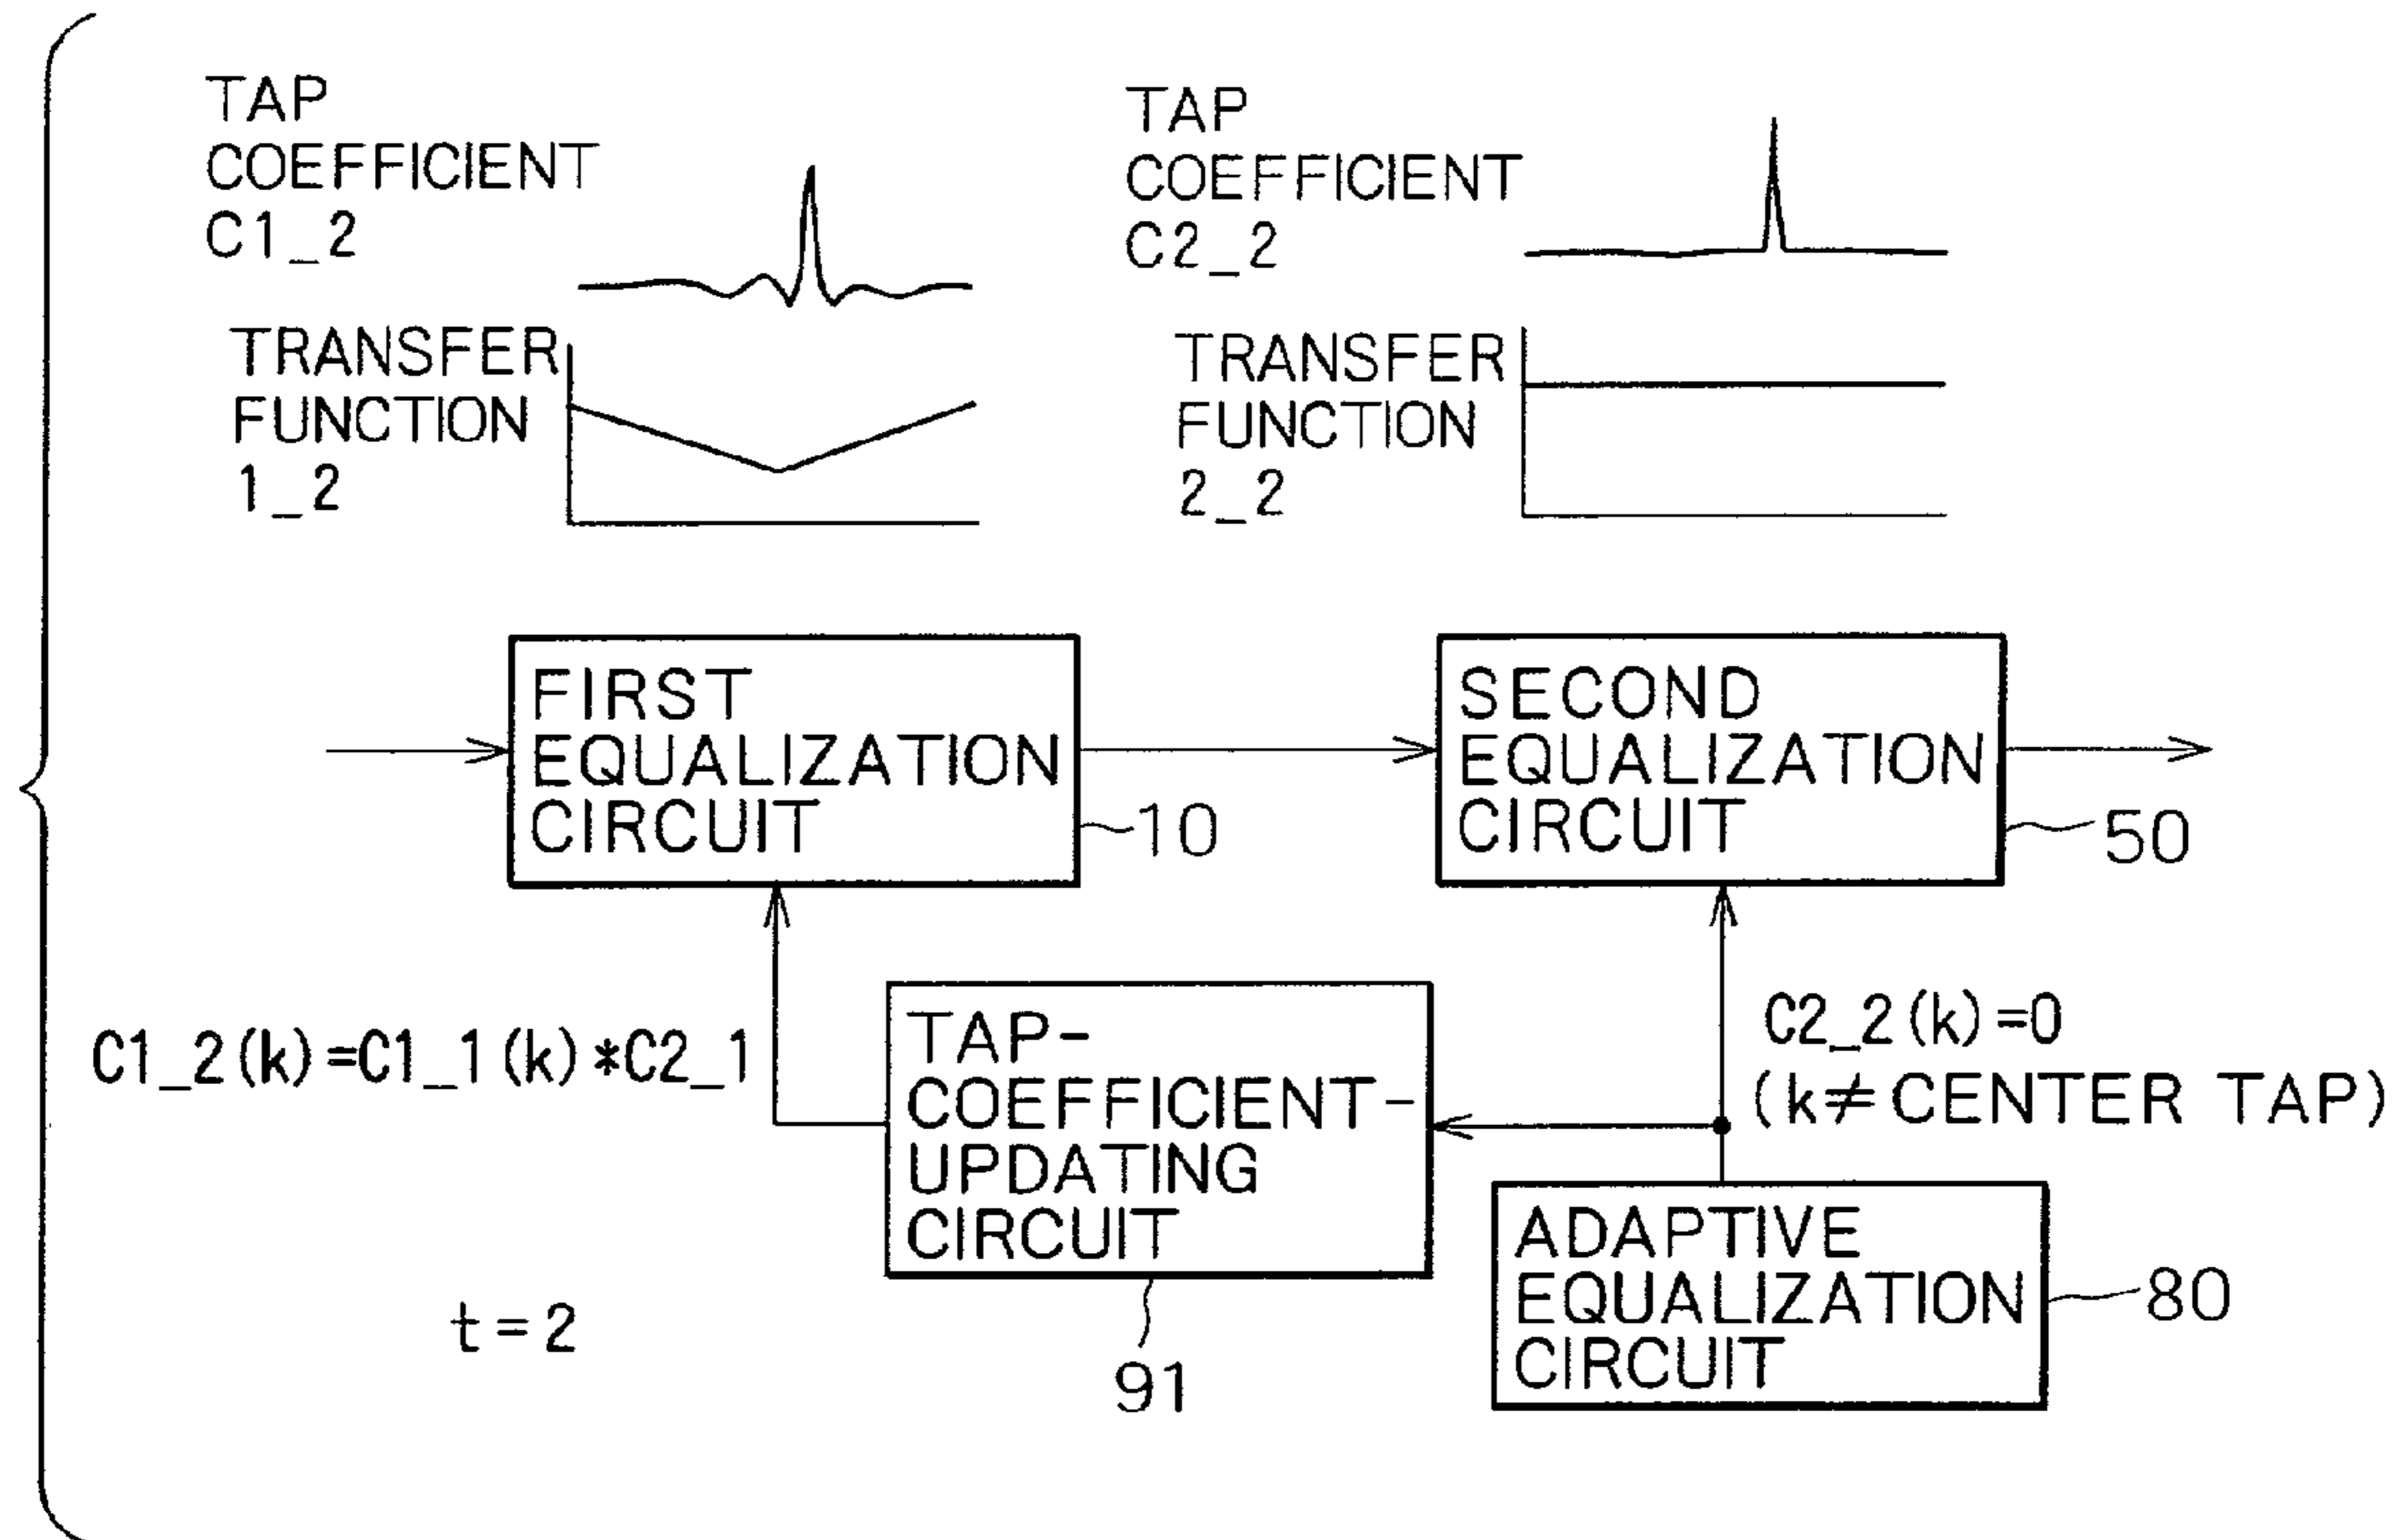 TAP
COEFFICIENT
C1_2
TRANSFER
FUNCTION
1_2
TAP
COEFFICIENT
C2_2
TRANSFER
FUNCTION
2_2
FIRST
EQUALIZATION
CIRCUIT
10
SECOND
EQUALIZATION
CIRCUIT
50
C1_2(k)=C1_1(k)*C2_1
TAP-
COEFFICIENT-
UPDATING
CIRCUIT
91
C2_2(k)=0
(k≠CENTER TAP)
ADAPTIVE
EQUALIZATION
CIRCUIT
80
t=2